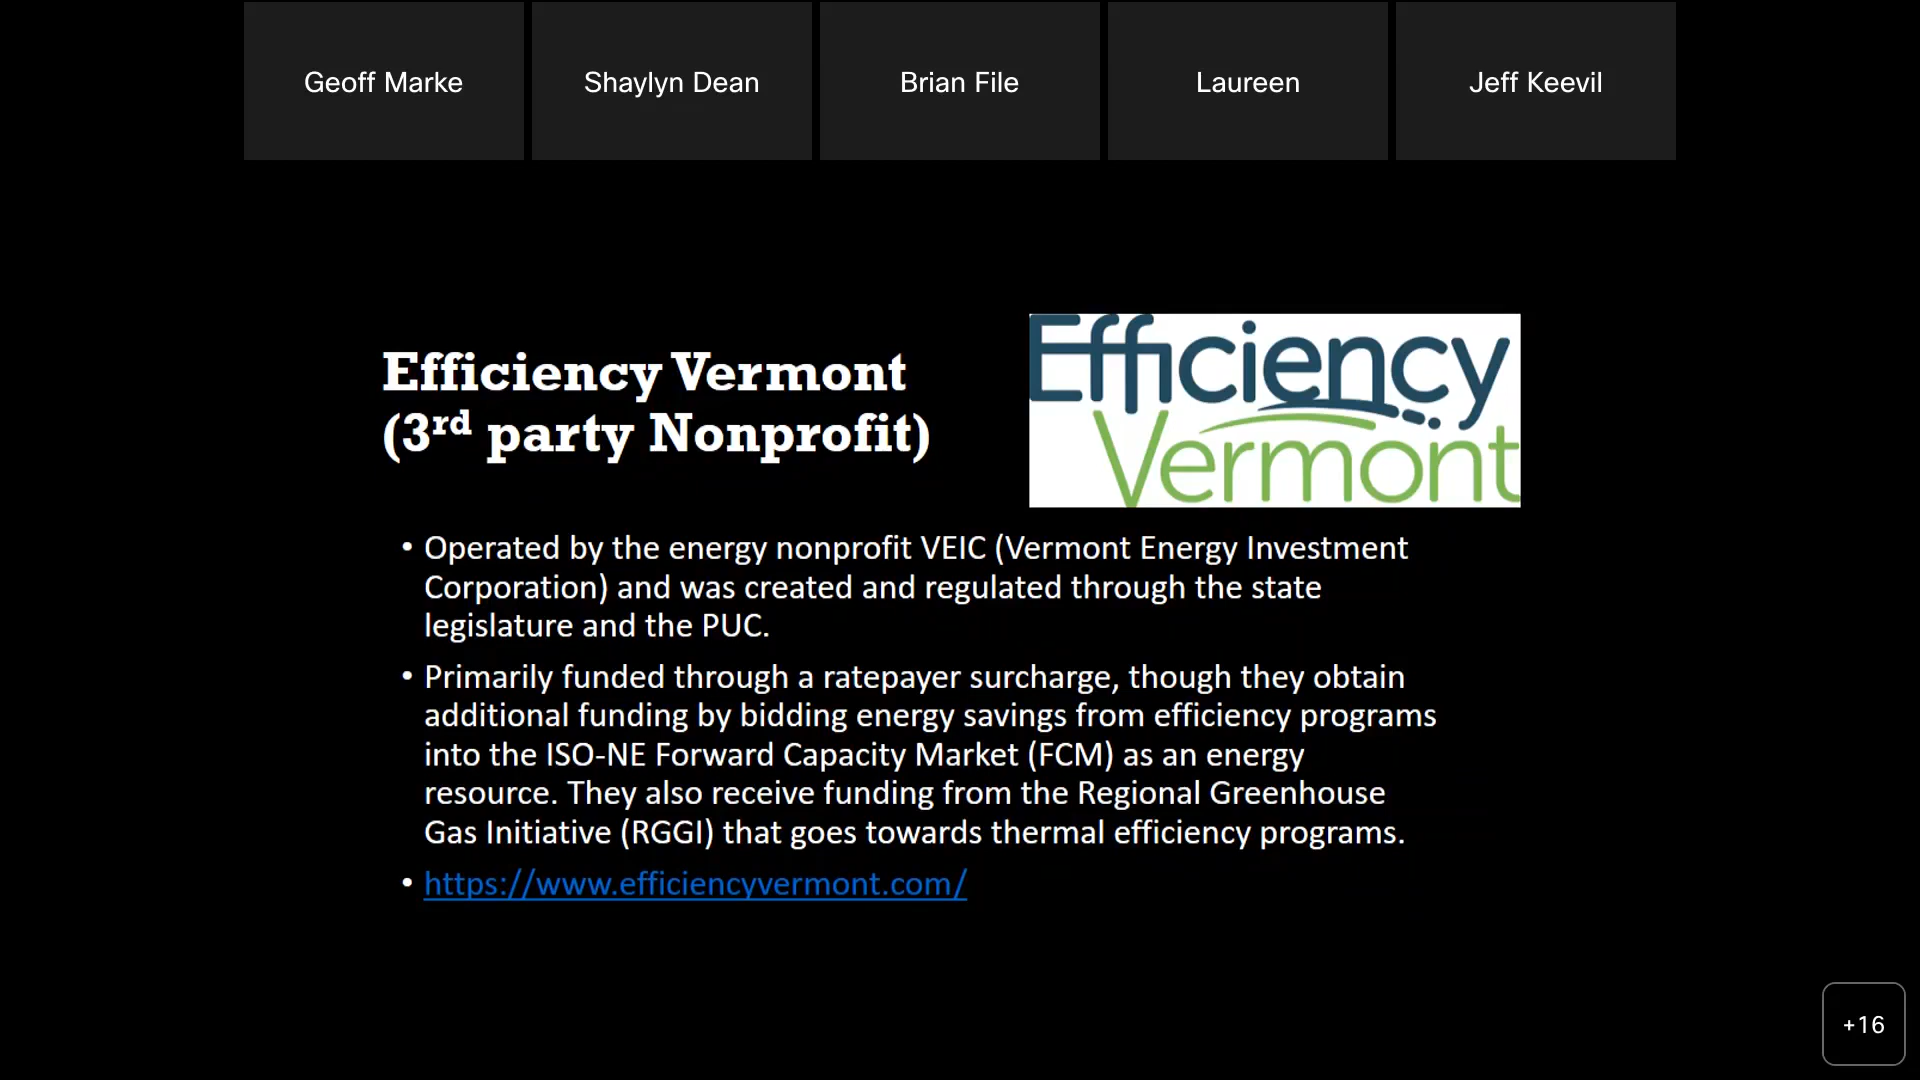 Geoff Marke
Shaylyn Dean
Brian File
Laureen
Jeff Keevil
Efficiency Vermont
(3rd party Nonprofit)
Efficiency
Vermont
• Operated by the energy nonprofit VEIC (Vermont Energy Investment
Corporation) and was created and regulated through the state
legislature and the PUC.
• Primarily funded through a ratepayer surcharge, though they obtain
additional funding by bidding energy savings from efficiency programs
into the ISO-NE Forward Capacity Market (FCM) as an energy
resource. They also receive funding from the Regional Greenhouse
Gas Initiative (RGGI) that goes towards thermal efficiency programs.
• https://www.efficiencyvermont.com/
+16